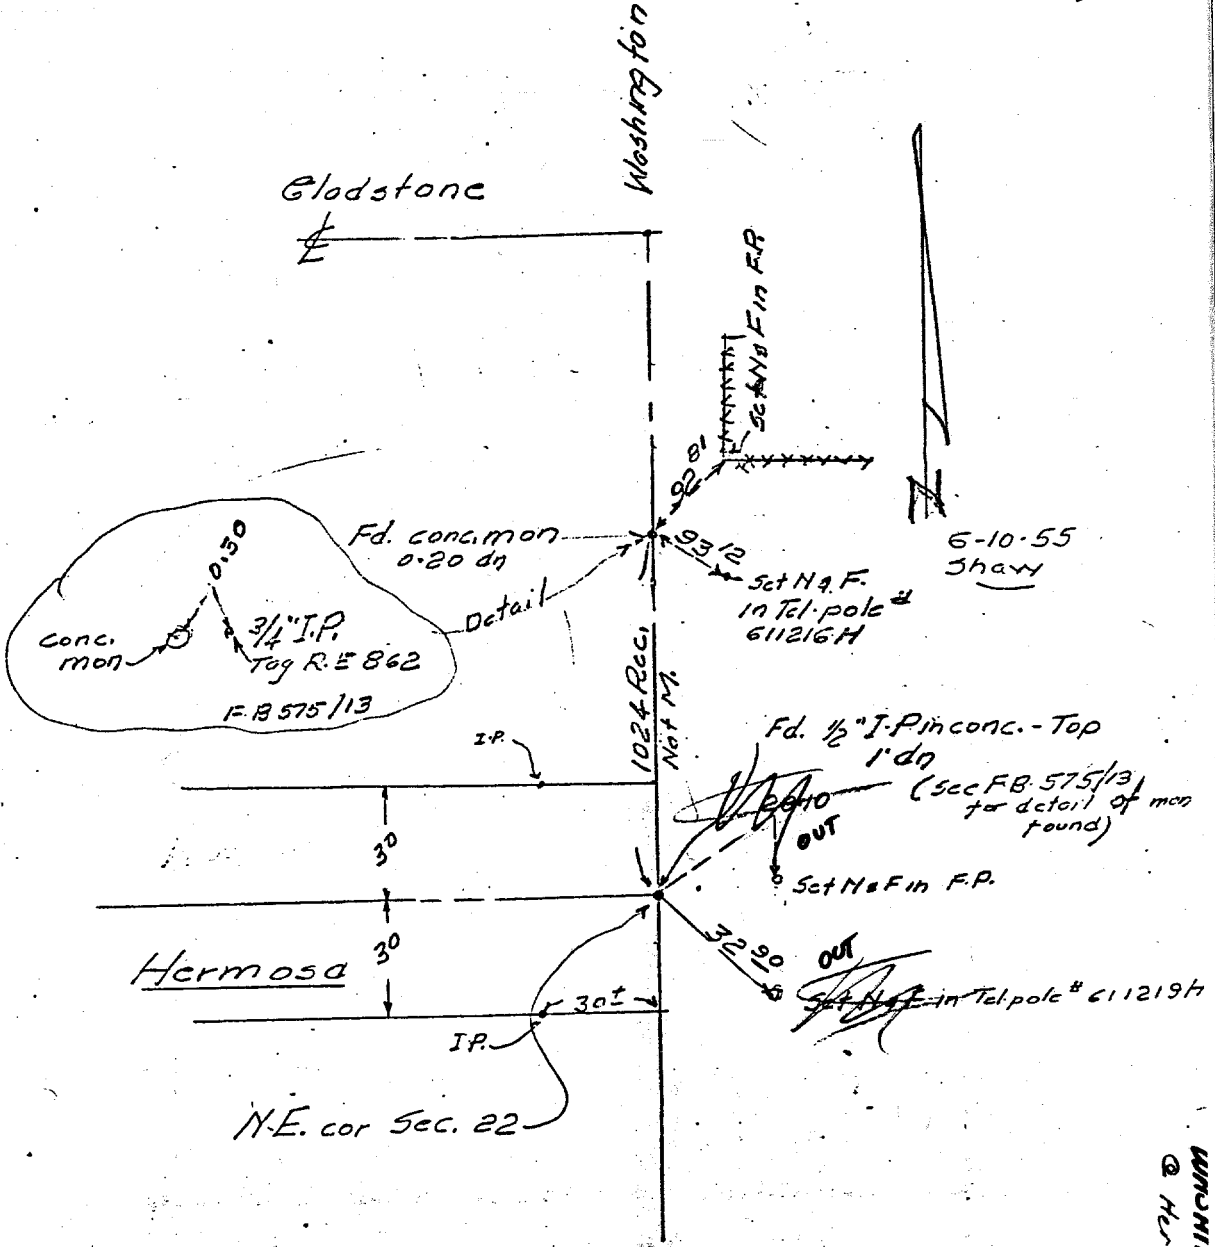 Washington
Gladstone
℄
Set N&F in F.P.
92 81
Fd. conc. mon
0.20 dn
93 12
Set N&F.
in Tel. pole #
611216H
N
6-10-55
Shaw
Detail
0.30
conc.
mon
3/4" I.P.
Tag R.E 862
F.B 575/13
1024 Rec.
Not M.
I.P.
Fd. 1/2" I.P in conc. - Top
1' dn
(See F.B. 575/13
for detail of mon
found)
OUT
Set N&F in F.P.
30
30
Hermosa
32 90
OUT
Set N&F in Tel. pole # 611219H
30±
I.P.
N.E. cor Sec. 22
@ Her